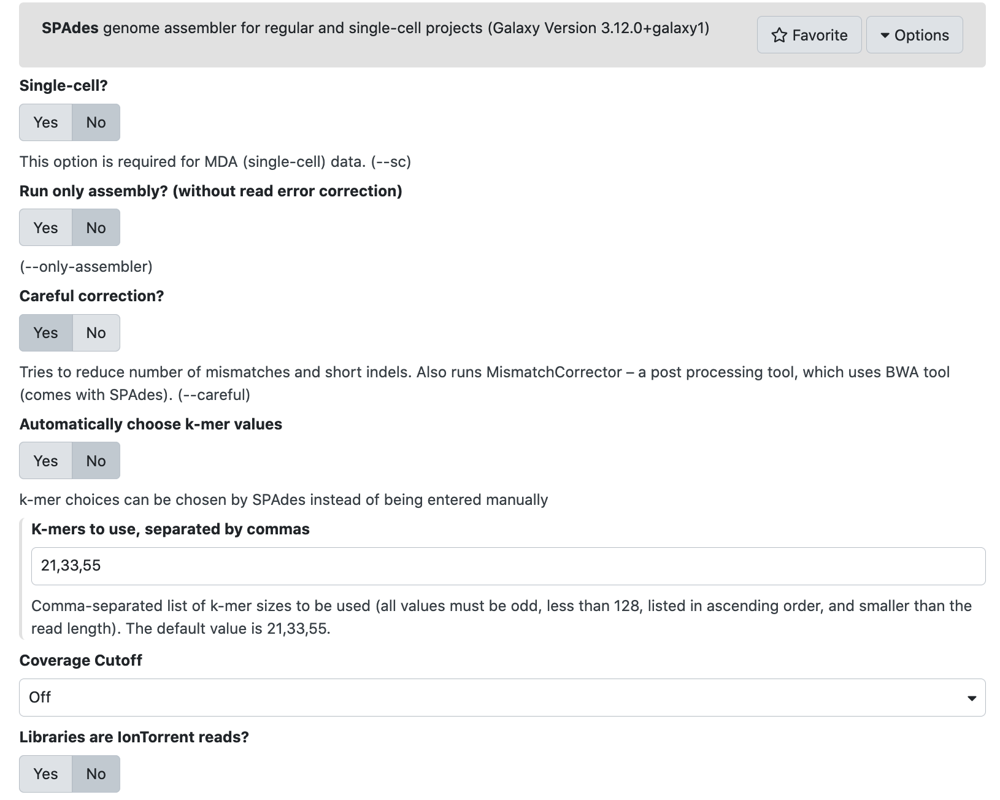 SPAdes genome assembler for regular and single-cell projects (Galaxy Version 3.12.0+galaxy1)
Favorite
Options
Single-cell?
Yes No
This option is required for MDA (single-cell) data. (--sc)
Run only assembly? (without read error correction)
Yes No
(--only-assembler)
Careful correction?
Yes No
Tries to reduce number of mismatches and short indels. Also runs MismatchCorrector – a post processing tool, which uses BWA tool
(comes with SPAdes). (--careful)
Automatically choose k-mer values
Yes No
k-mer choices can be chosen by SPAdes instead of being entered manually
K-mers to use, separated by commas
21,33,55
Comma-separated list of k-mer sizes to be used (all values must be odd, less than 128, listed in ascending order, and smaller than the
read length). The default value is 21,33,55.
Coverage Cutoff
Off
Libraries are IonTorrent reads?
Yes No